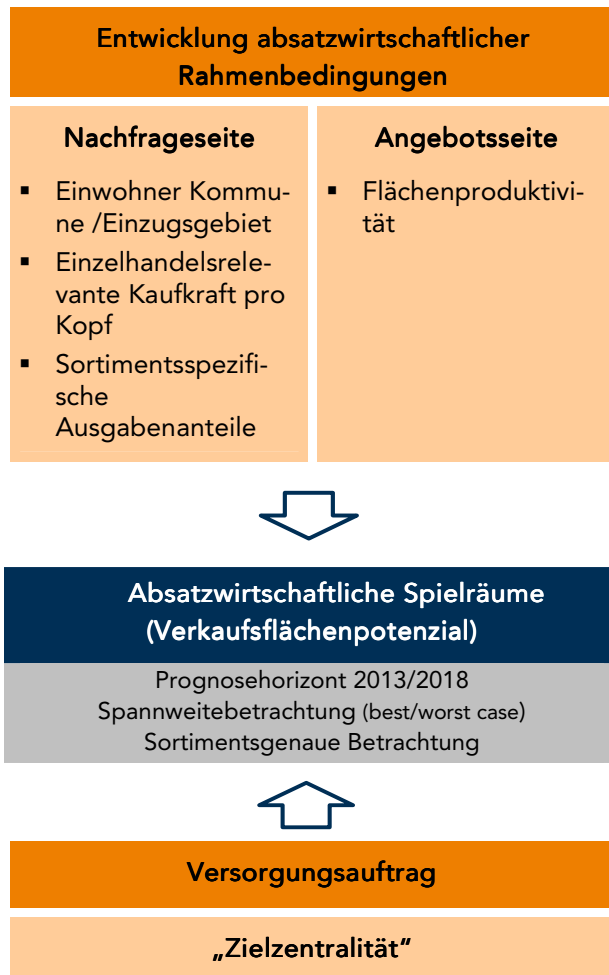 Entwicklung absatzwirtschaftlicher
Rahmenbedingungen
Nachfrageseite
▪ Einwohner Kommu-
ne /Einzugsgebiet
▪ Einzelhandelsrele-
vante Kaufkraft pro
Kopf
▪ Sortimentsspezifi-
sche
Ausgabenanteile
Angebotsseite
▪ Flächenproduktivi-
tät
Absatzwirtschaftliche Spielräume
(Verkaufsflächenpotenzial)
Prognosehorizont 2013/2018
Spannweitebetrachtung (best/worst case)
Sortimentsgenaue Betrachtung
Versorgungsauftrag
„Zielzentralität“